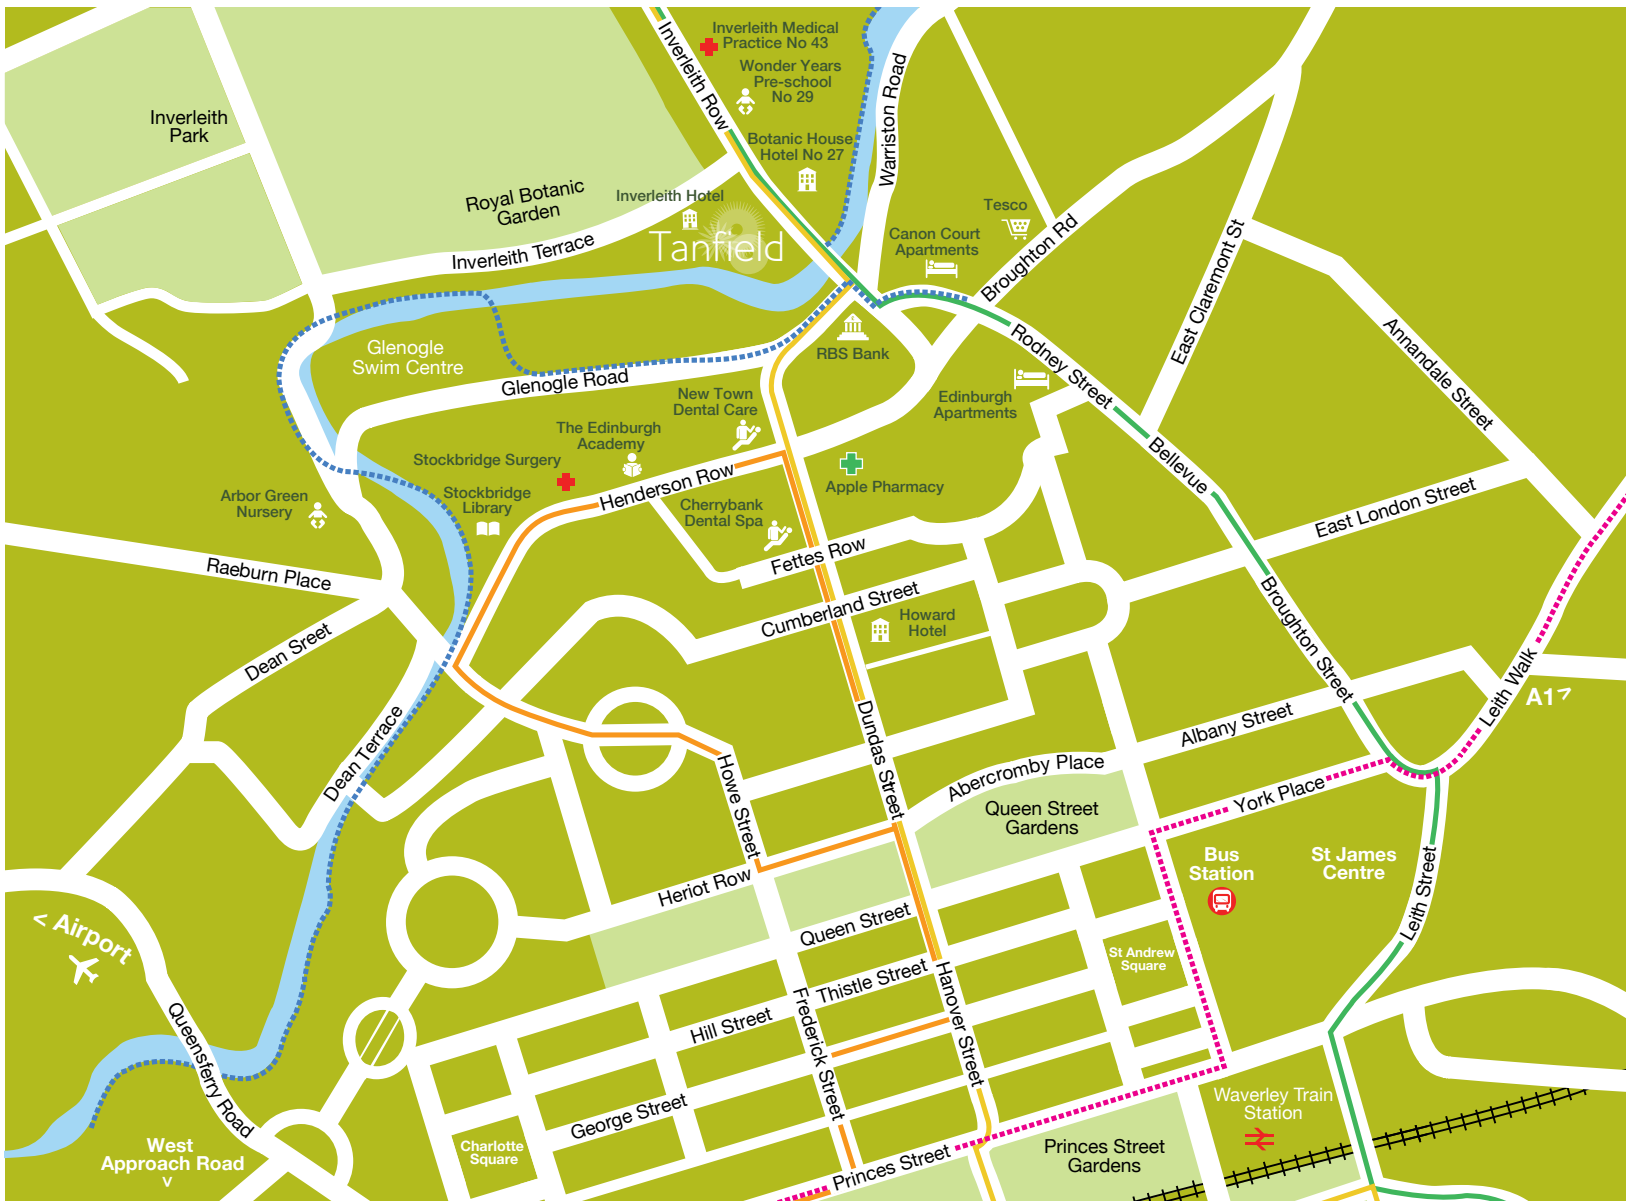 Inverleith Medical
Practice No 43
Inverleith Row
Wonder Years
Pre-school
No 29
Warriston Road
Inverleith
Park
Botanic House
Hotel No 27
Royal Botanic
Garden
Inverleith Hotel
Tanfield
Inverleith Terrace
Tesco
Canon Court
Apartments
Broughton Rd
East Claremont St
Annandale Street
Glenogle
Swim Centre
RBS Bank
Rodney Street
Glenogle Road
New Town
Dental Care
Edinburgh
Apartments
The Edinburgh
Academy
Bellevue
Stockbridge Surgery
Henderson Row
Apple Pharmacy
Arbor Green
Nursery
Stockbridge
Library
Cherrybank
Dental Spa
East London Street
Fettes Row
Raeburn Place
Cumberland Street
Howard
Hotel
Broughton Street
Dean Sreet
Leith Walk
A1
Dundas Street
Albany Street
Dean Terrace
Howe Street
Abercromby Place
York Place
Queen Street
Gardens
Bus
Station
St James
Centre
Heriot Row
Leith Street
Queen Street
< Airport
St Andrew
Square
Thistle Street
Hanover Street
Hill Street
Frederick Street
Queensferry Road
George Street
Waverley Train
Station
West
Approach Road
v
Charlotte
Square
Princes Street
Princes Street
Gardens